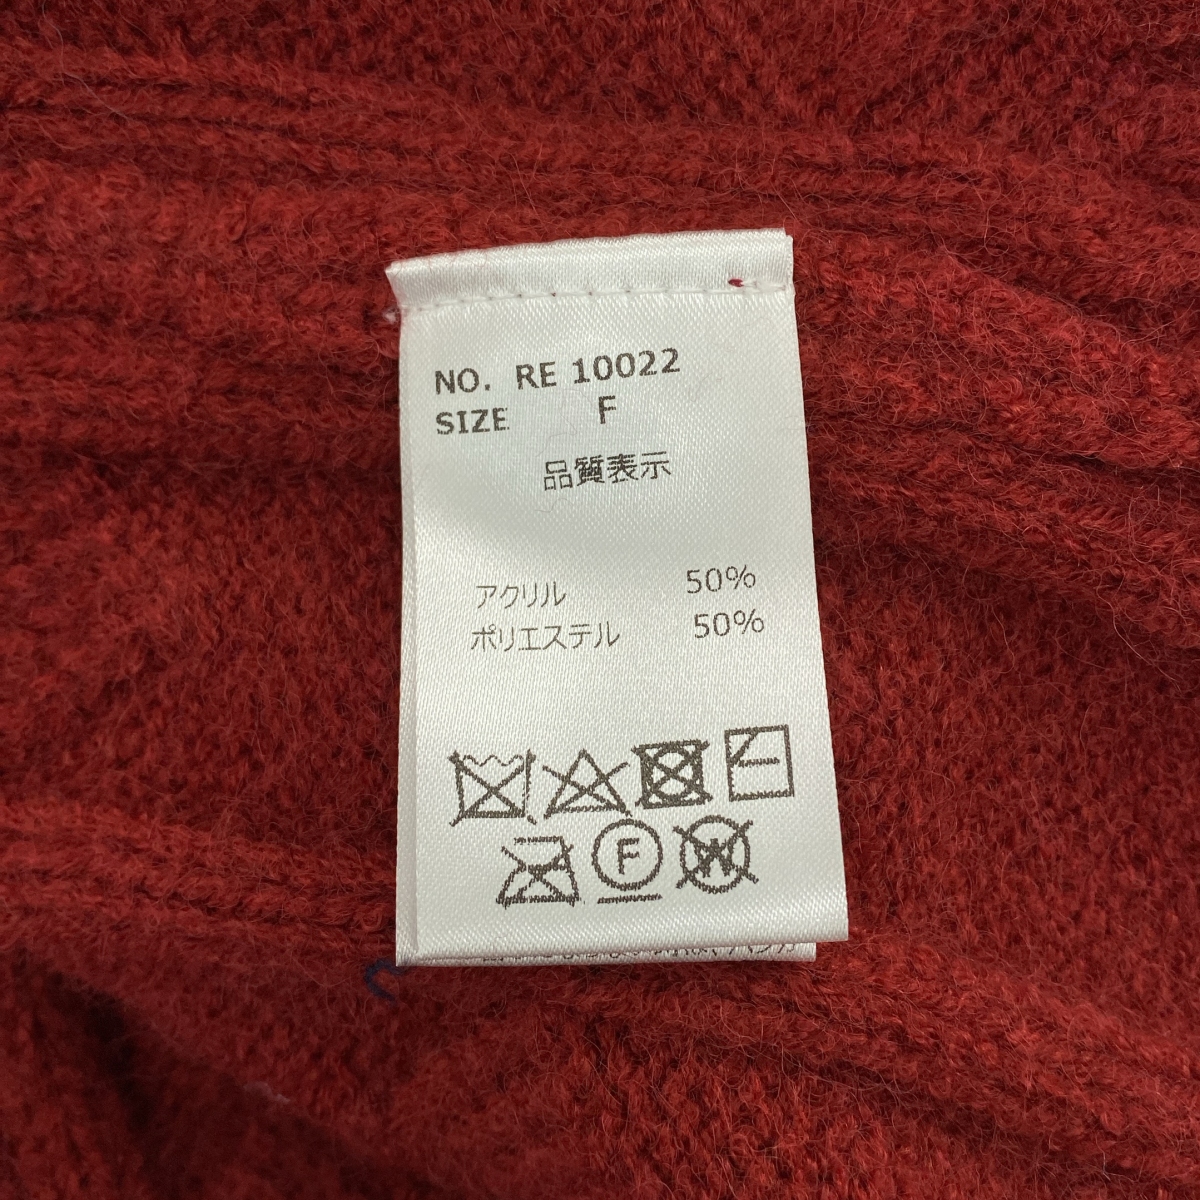 NO. RE 10022
SIZE F
品質表示
アクリル 50%
ポリエステル 50%
F
W